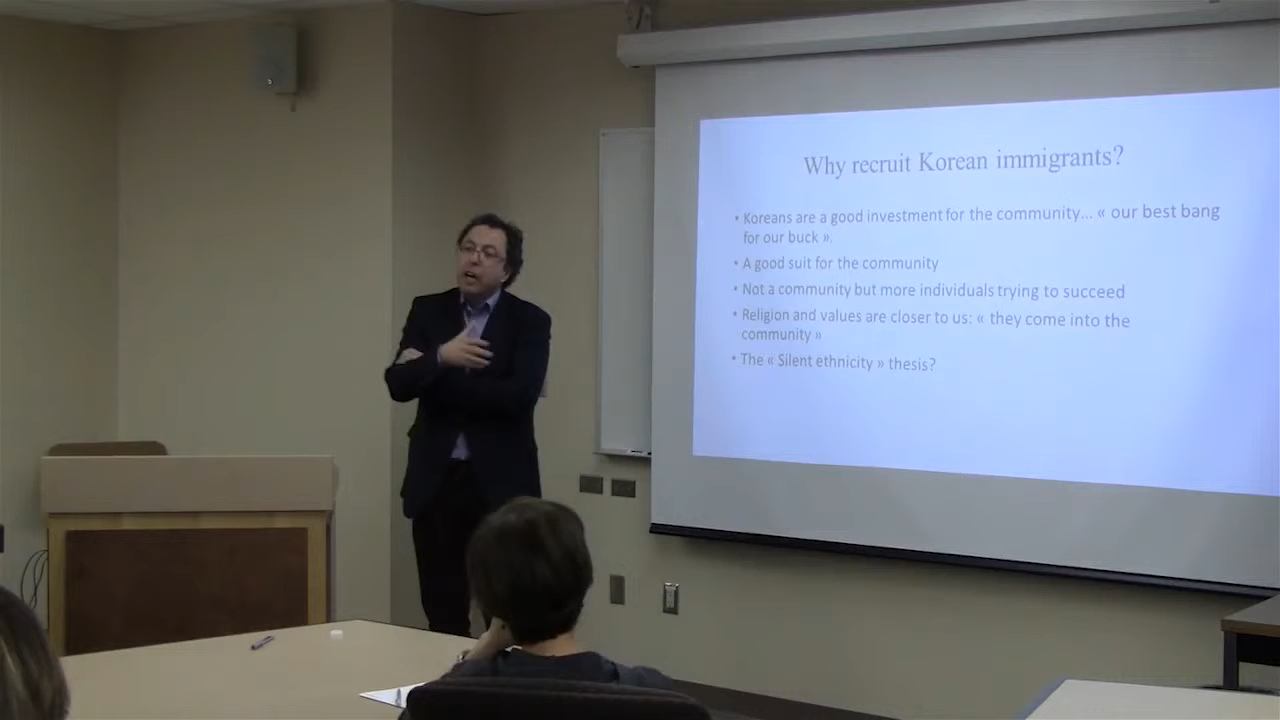 Why recruit Korean immigrants?
• Koreans are a good investment for the community... « our best bang
for our buck ».
• A good suit for the community
• Not a community but more individuals trying to succeed
• Religion and values are closer to us: « they come into the
community »
• The « Silent ethnicity » thesis?